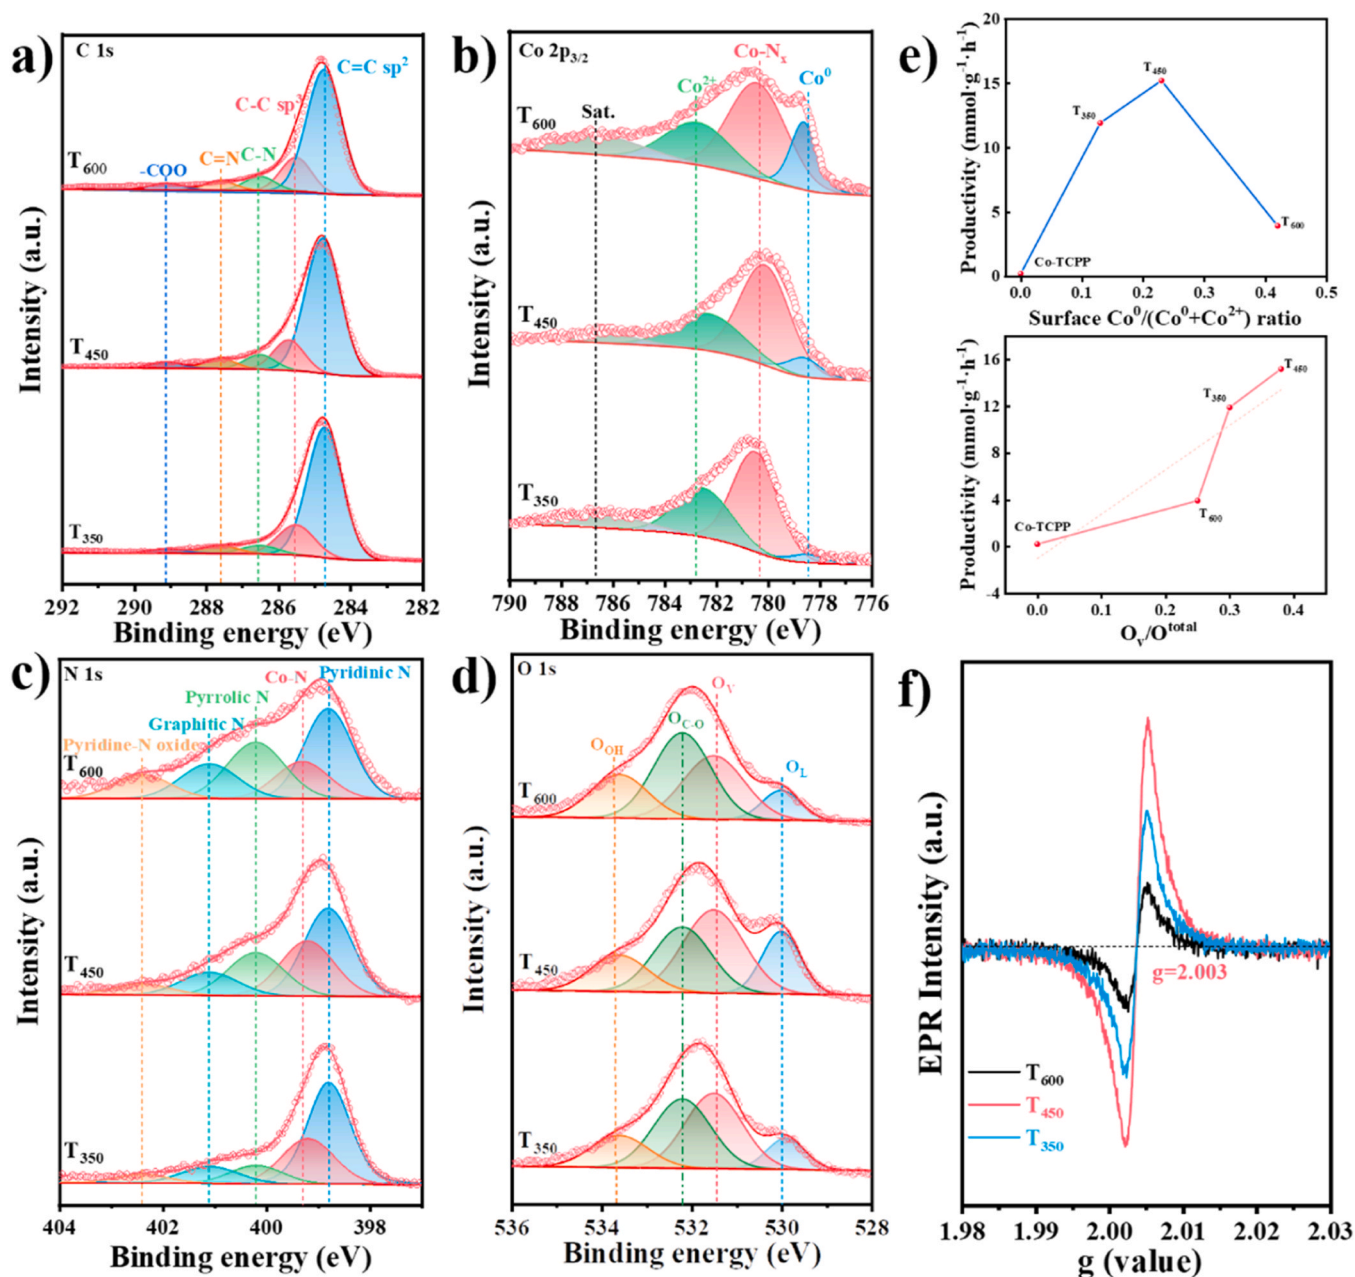 a)
C 1s
C=C sp²
C-C sp³
C-N
C=N
-COO
T600
T450
T350
292 290 288 286 284 282
Binding energy (eV)
Intensity (a.u.)
b)
Co 2p3/2
Co-Nx
Co⁰
Co²⁺
Sat.
T600
T450
T350
790 788 786 784 782 780 778 776
Binding energy (eV)
Intensity (a.u.)
e)
Productivity (mmol·g⁻¹·h⁻¹)
20
15
10
5
0
T450
T350
T600
Co-TCPP
0.0 0.1 0.2 0.3 0.4 0.5
Surface Co⁰/(Co⁰+Co²⁺) ratio
Productivity (mmol·g⁻¹·h⁻¹)
16
12
8
4
0
-4
T450
T350
T600
Co-TCPP
0.0 0.1 0.2 0.3 0.4
Ov/Ototal
c)
N 1s
Co-N
Pyridinic N
Pyrrolic N
Graphitic N
Pyridine-N oxide
T600
T450
T350
404 402 400 398
Binding energy (eV)
Intensity (a.u.)
d)
O 1s
OV
OC-O
OOH
OL
T600
T450
T350
536 534 532 530 528
Binding energy (eV)
Intensity (a.u.)
f)
EPR Intensity (a.u.)
g=2.003
T600
T450
T350
1.98 1.99 2.00 2.01 2.02 2.03
g (value)